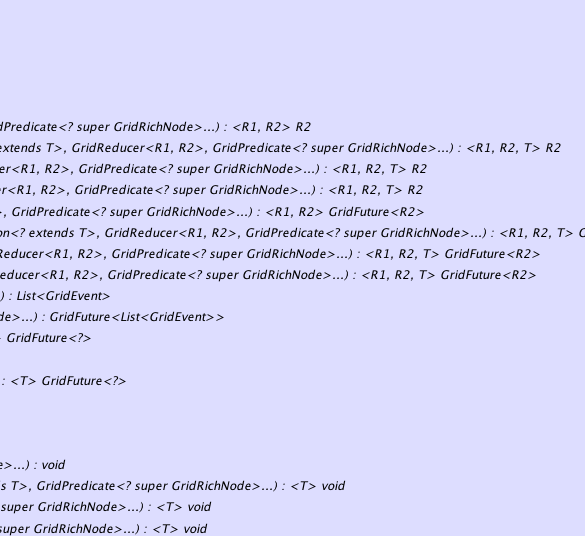 dPredicate<? super GridRichNode>...) : <R1, R2> R2
extends T>, GridReducer<R1, R2>, GridPredicate<? super GridRichNode>...) : <R1, R2, T> R2
er<R1, R2>, GridPredicate<? super GridRichNode>...) : <R1, R2, T> R2
er<R1, R2>, GridPredicate<? super GridRichNode>...) : <R1, R2, T> R2
>, GridPredicate<? super GridRichNode>...) : <R1, R2> GridFuture<R2>
on<? extends T>, GridReducer<R1, R2>, GridPredicate<? super GridRichNode>...) : <R1, R2, T> G
Reducer<R1, R2>, GridPredicate<? super GridRichNode>...) : <R1, R2, T> GridFuture<R2>
educer<R1, R2>, GridPredicate<? super GridRichNode>...) : <R1, R2, T> GridFuture<R2>
) : List<GridEvent>
de>...) : GridFuture<List<GridEvent>>
> GridFuture<?>
: <T> GridFuture<?>
e>...) : void
s T>, GridPredicate<? super GridRichNode>...) : <T> void
super GridRichNode>...) : <T> void
super GridRichNode>...) : <T> void